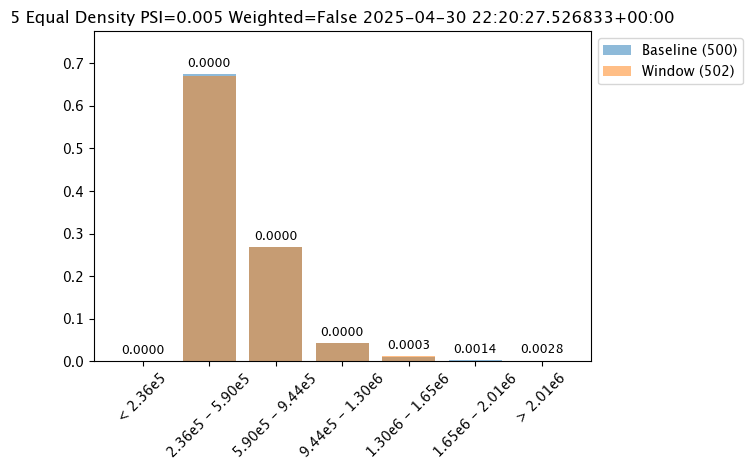 5 Equal Density PSI=0.005 Weighted=False 2025-04-30 22:20:27.526833+00:00
Baseline (500)
Window (502)
0.7
0.6
0.5
0.4
0.3
0.2
0.1
0.0
0.0000
0.0000
0.0000
0.0000
0.0003
0.0014
0.0028
< 2.36e5
2.36e5 – 5.90e5
5.90e5 – 9.44e5
9.44e5 – 1.30e6
1.30e6 – 1.65e6
1.65e6 – 2.01e6
> 2.01e6